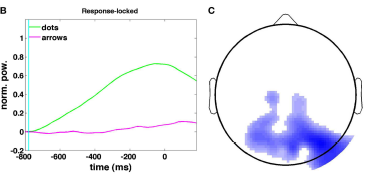 B
Response-locked
C
dots
arrows
norm. pow.
1
0.8
0.6
0.4
0.2
0
-0.2
-800 -600 -400 -200 0
time (ms)